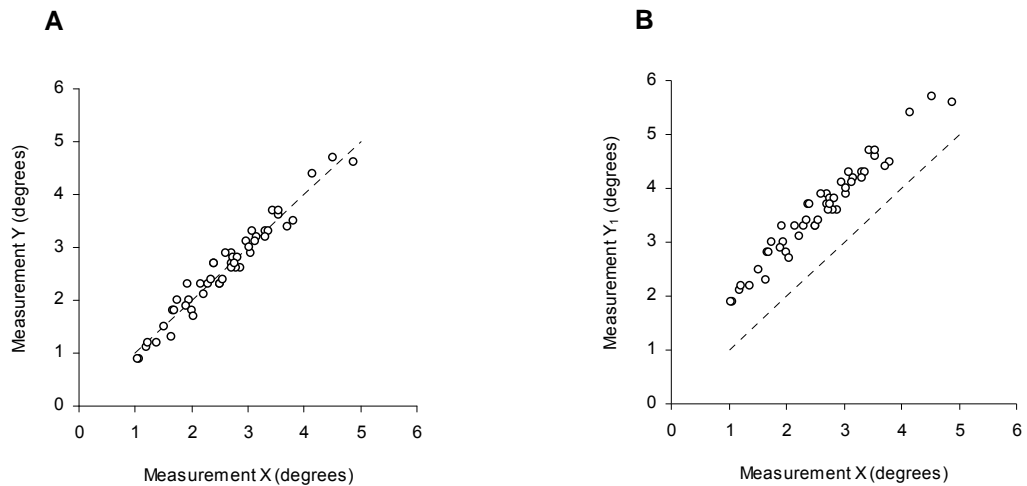 A
6
5
4
3
2
1
0
Measurement Y (degrees)
0 1 2 3 4 5 6
Measurement X (degrees)
B
6
5
4
3
2
1
0
Measurement Y₁ (degrees)
0 1 2 3 4 5 6
Measurement X (degrees)